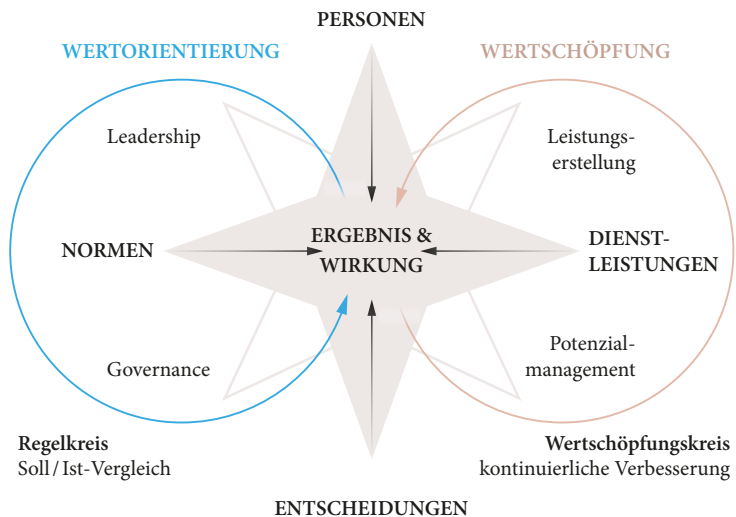 PERSONEN
WERTORIENTIERUNG
WERTSCHÖPFUNG
Leadership
Leistungs-
erstellung
NORMEN
ERGEBNIS &
WIRKUNG
DIENST-
LEISTUNGEN
Governance
Potenzial-
management
Regelkreis
Soll / Ist-Vergleich
Wertschöpfungskreis
kontinuierliche Verbesserung
ENTSCHEIDUNGEN